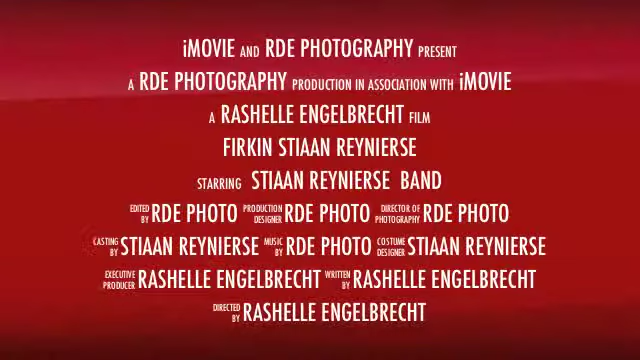 iMOVIE AND RDE PHOTOGRAPHY PRESENT
A RDE PHOTOGRAPHY PRODUCTION IN ASSOCIATION WITH iMOVIE
A RASHELLE ENGELBRECHT FILM
FIRKIN STIAAN REYNIERSE
STARRING STIAAN REYNIERSE BAND
EDITED BY RDE PHOTO PRODUCTION DESIGNER RDE PHOTO DIRECTOR OF PHOTOGRAPHY RDE PHOTO
CASTING BY STIAAN REYNIERSE MUSIC BY RDE PHOTO COSTUME DESIGNER STIAAN REYNIERSE
EXECUTIVE PRODUCER RASHELLE ENGELBRECHT WRITTEN BY RASHELLE ENGELBRECHT
DIRECTED BY RASHELLE ENGELBRECHT